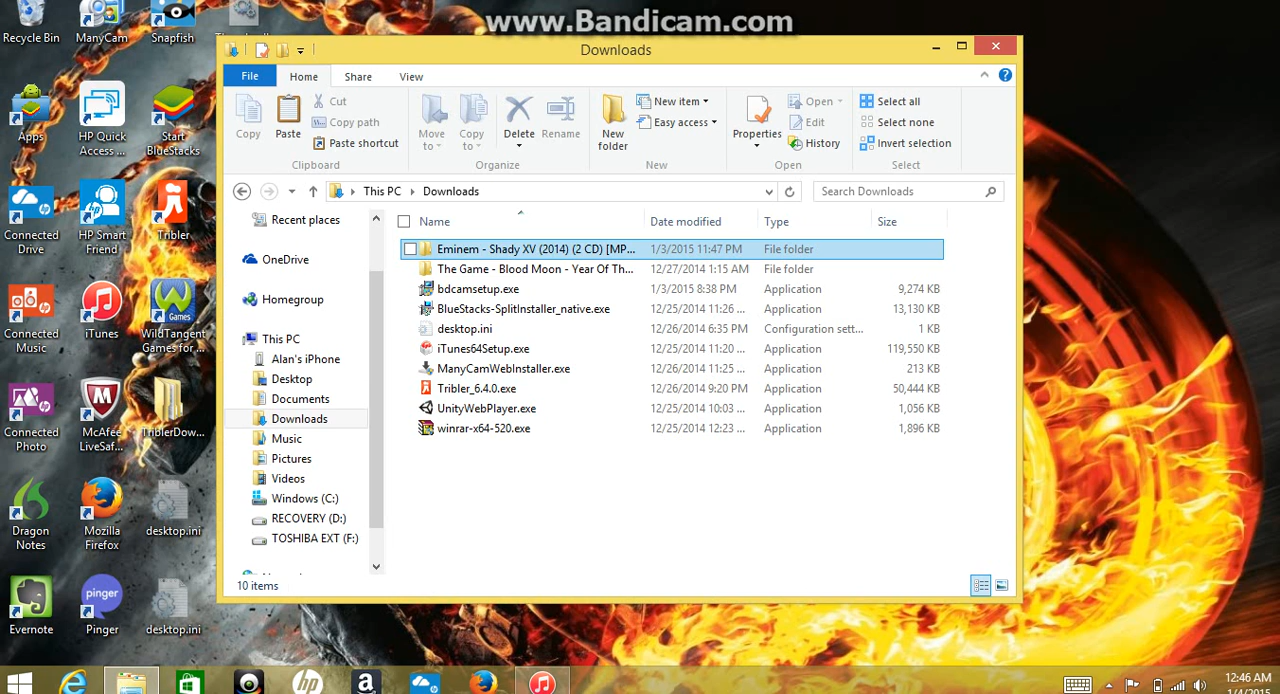 www.Bandicam.com
Recycle Bin
ManyCam
Snapfish
Apps
HP Quick
Access ...
Start
BlueStacks
Connected
Drive
HP Smart
Friend
Tribler
Connected
Music
iTunes
WildTangent
Games for ...
Connected
Photo
McAfee
LiveSaf...
TriblerDow...
Dragon
Notes
Mozilla
Firefox
desktop.ini
Evernote
pinger
Pinger
desktop.ini
Downloads
File
Home
Share
View
Copy
Paste
Cut
Copy path
Paste shortcut
Clipboard
Move
to
Copy
to
Delete
Rename
Organize
New
folder
New item
Easy access
New
Properties
Open
Edit
History
Open
Select all
Select none
Invert selection
Select
This PC
Downloads
Search Downloads
Recent places
OneDrive
Homegroup
This PC
Alan's iPhone
Desktop
Documents
Downloads
Music
Pictures
Videos
Windows (C:)
RECOVERY (D:)
TOSHIBA EXT (F:)
Name Date modified Type Size
Eminem - Shady XV (2014) (2 CD) [MP... 1/3/2015 11:47 PM File folder
The Game - Blood Moon - Year Of Th... 12/27/2014 1:15 AM File folder
bdcamsetup.exe 1/3/2015 8:38 PM Application 9,274 KB
BlueStacks-SplitInstaller_native.exe 12/25/2014 11:26 ... Application 13,130 KB
desktop.ini 12/26/2014 6:35 PM Configuration sett... 1 KB
iTunes64Setup.exe 12/25/2014 11:20 ... Application 119,550 KB
ManyCamWebInstaller.exe 12/26/2014 11:25 ... Application 213 KB
Tribler_6.4.0.exe 12/26/2014 9:20 PM Application 50,444 KB
UnityWebPlayer.exe 12/25/2014 10:03 ... Application 1,056 KB
winrar-x64-520.exe 12/25/2014 12:23 ... Application 1,896 KB
10 items
12:46 AM
1/4/2015